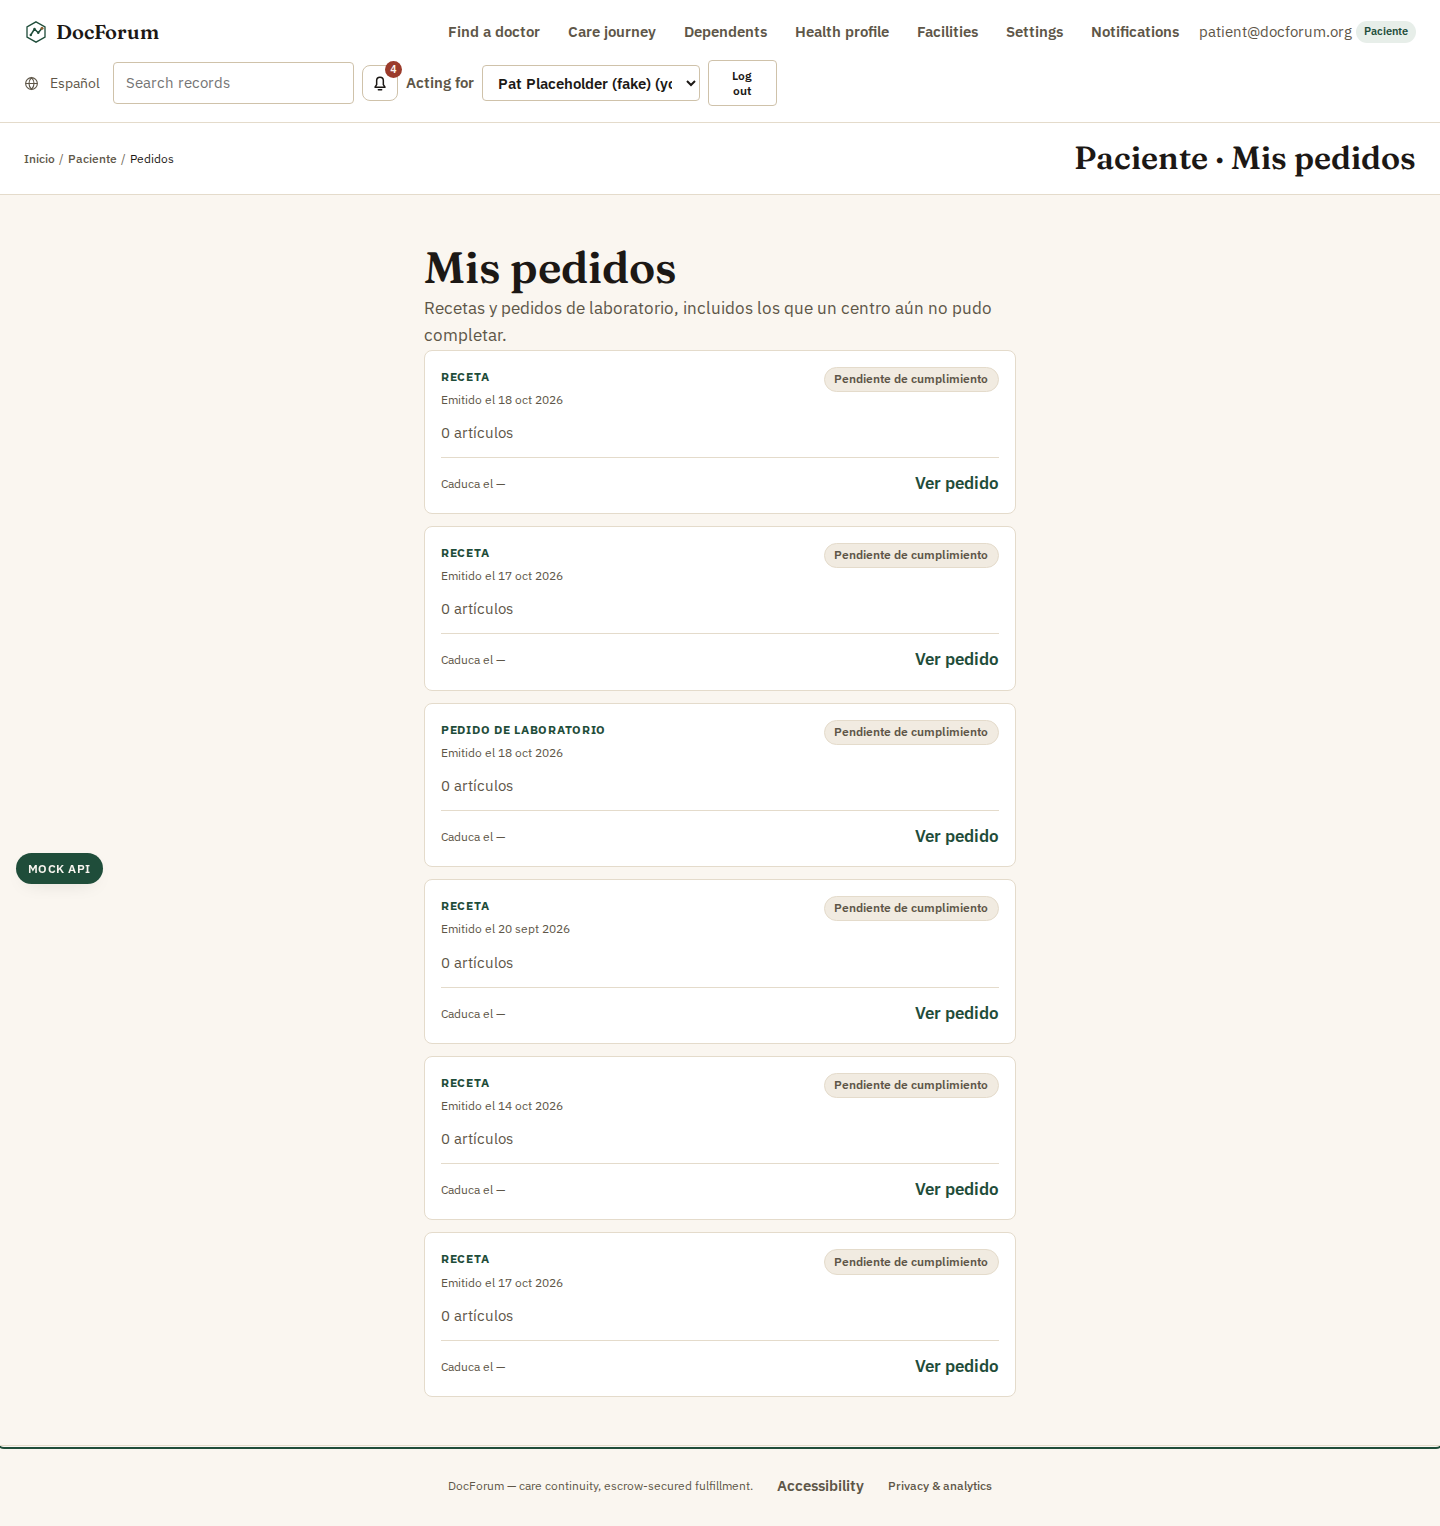 DocForum
Find a doctor
Care journey
Dependents
Health profile
Facilities
Settings
Notifications
patient@docforum.org
Paciente
Español
Search records
4
Acting for
Pat Placeholder (fake) (yo
Log out
Inicio / Paciente / Pedidos
Paciente · Mis pedidos
Mis pedidos
Recetas y pedidos de laboratorio, incluidos los que un centro aún no pudo
completar.
RECETA
Pendiente de cumplimiento
Emitido el 18 oct 2026
0 artículos
Caduca el —
Ver pedido
RECETA
Pendiente de cumplimiento
Emitido el 17 oct 2026
0 artículos
Caduca el —
Ver pedido
PEDIDO DE LABORATORIO
Pendiente de cumplimiento
Emitido el 18 oct 2026
0 artículos
Caduca el —
Ver pedido
RECETA
Pendiente de cumplimiento
Emitido el 20 sept 2026
0 artículos
Caduca el —
Ver pedido
RECETA
Pendiente de cumplimiento
Emitido el 14 oct 2026
0 artículos
Caduca el —
Ver pedido
RECETA
Pendiente de cumplimiento
Emitido el 17 oct 2026
0 artículos
Caduca el —
Ver pedido
MOCK API
DocForum — care continuity, escrow-secured fulfillment.
Accessibility
Privacy & analytics